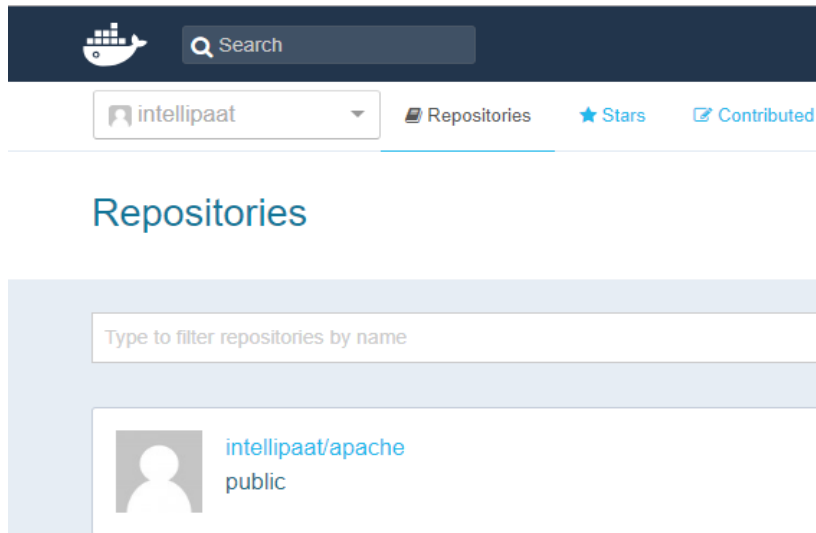 Search
intellipaat Repositories Stars Contributed
Repositories
Type to filter repositories by name
intellipaat/apache
public